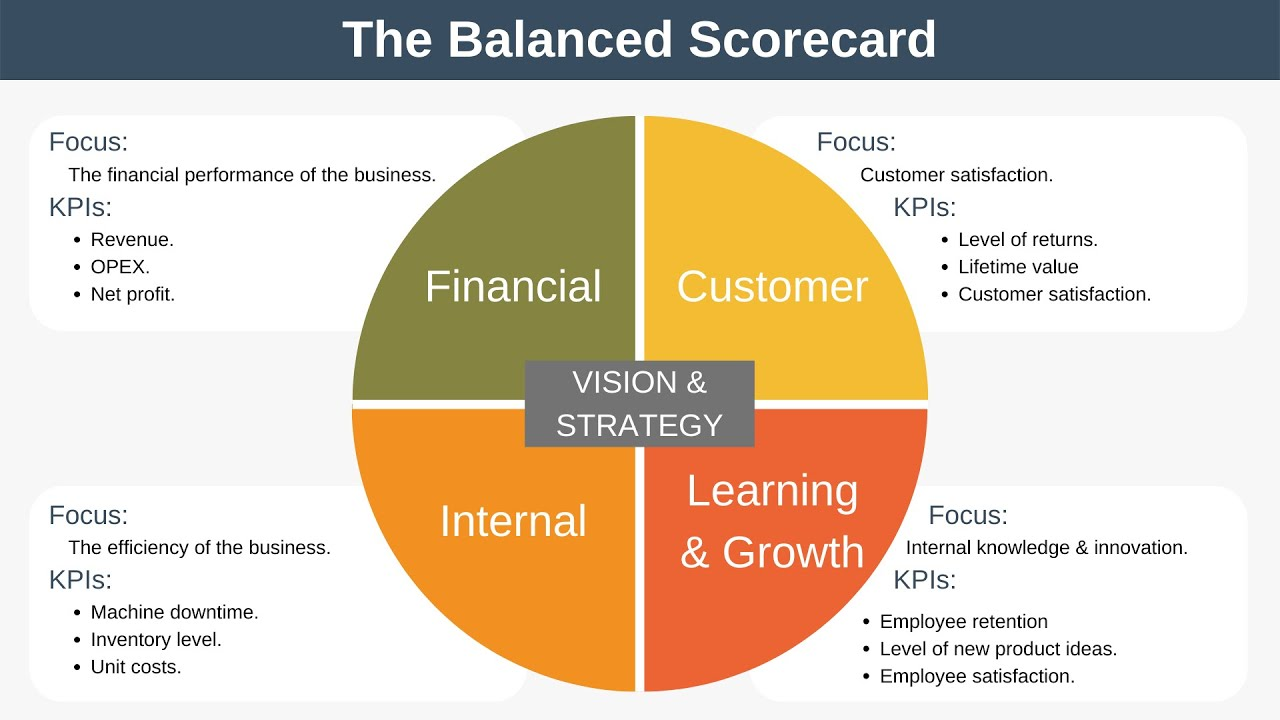 The Balanced Scorecard
Focus:
The financial performance of the business.
KPIs:
• Revenue.
• OPEX.
• Net profit.
Financial
Customer
Focus:
Customer satisfaction.
KPIs:
• Level of returns.
• Lifetime value
• Customer satisfaction.
VISION &
STRATEGY
Focus:
The efficiency of the business.
KPIs:
• Machine downtime.
• Inventory level.
• Unit costs.
Internal
Learning
& Growth
Focus:
Internal knowledge & innovation.
KPIs:
• Employee retention
• Level of new product ideas.
• Employee satisfaction.